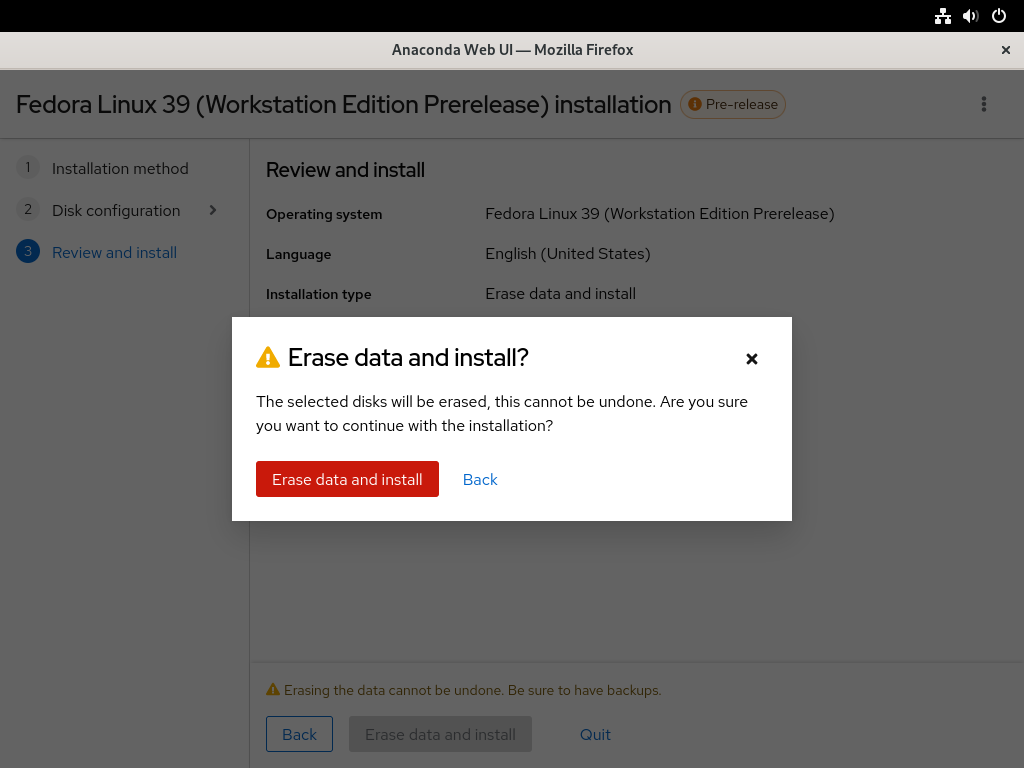 Anaconda Web UI — Mozilla Firefox
Fedora Linux 39 (Workstation Edition Prerelease) installation
Pre-release
1 Installation method
2 Disk configuration
3 Review and install
Review and install
Operating system Fedora Linux 39 (Workstation Edition Prerelease)
Language English (United States)
Installation type Erase data and install
Erase data and install?
The selected disks will be erased, this cannot be undone. Are you sure
you want to continue with the installation?
Erase data and install Back
Erasing the data cannot be undone. Be sure to have backups.
Back Erase data and install Quit